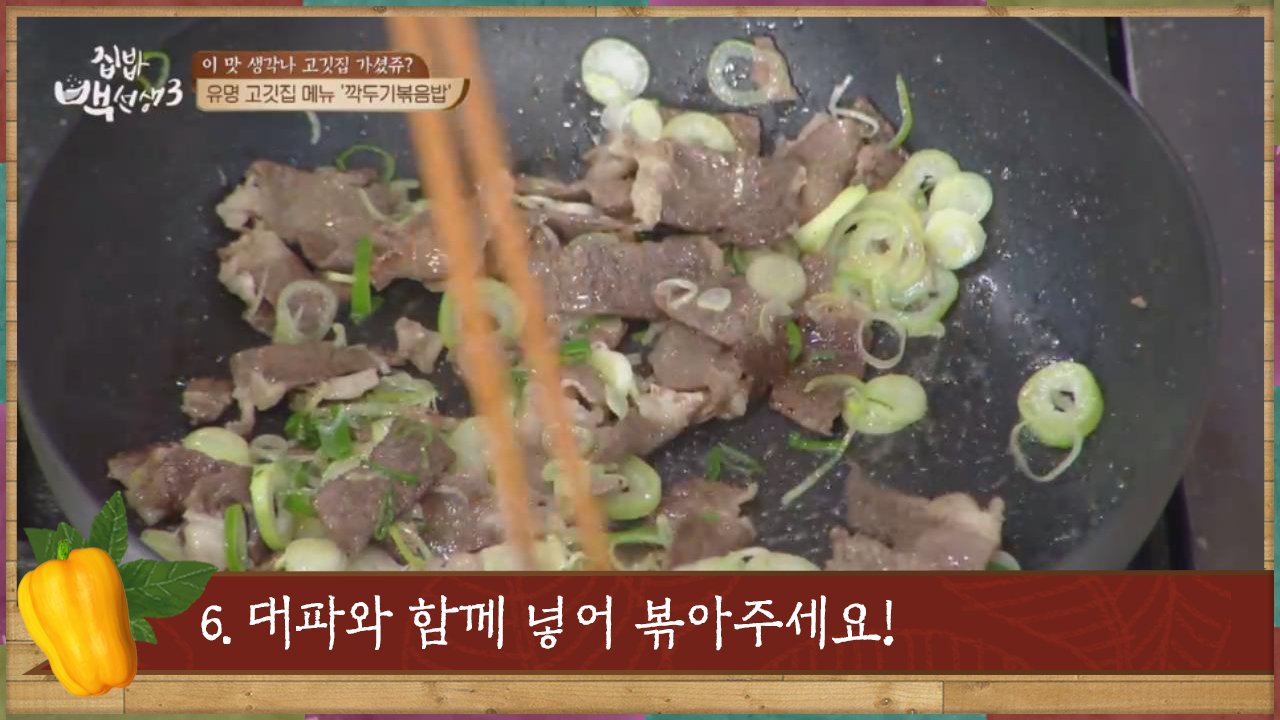 집밥
백선생3
이 맛 생각나 고깃집 가셨쥬?
유명 고깃집 메뉴 '깍두기볶음밥'
6. 대파와 함께 넣어 볶아주세요!